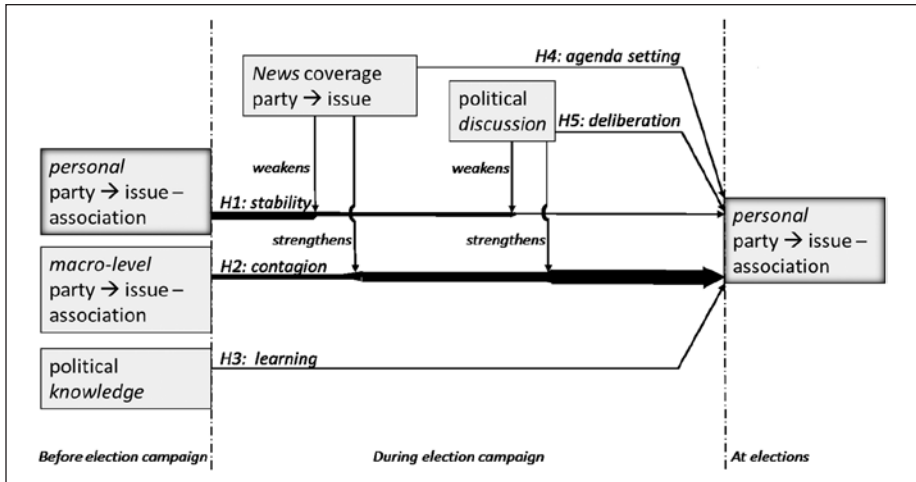 News coverage
party → issue
H4: agenda setting
political
discussion
H5: deliberation
weakens
weakens
personal
party → issue –
association
H1: stability
strengthens
strengthens
personal
party → issue –
association
macro-level
party → issue –
association
H2: contagion
political
knowledge
H3: learning
Before election campaign
During election campaign
At elections